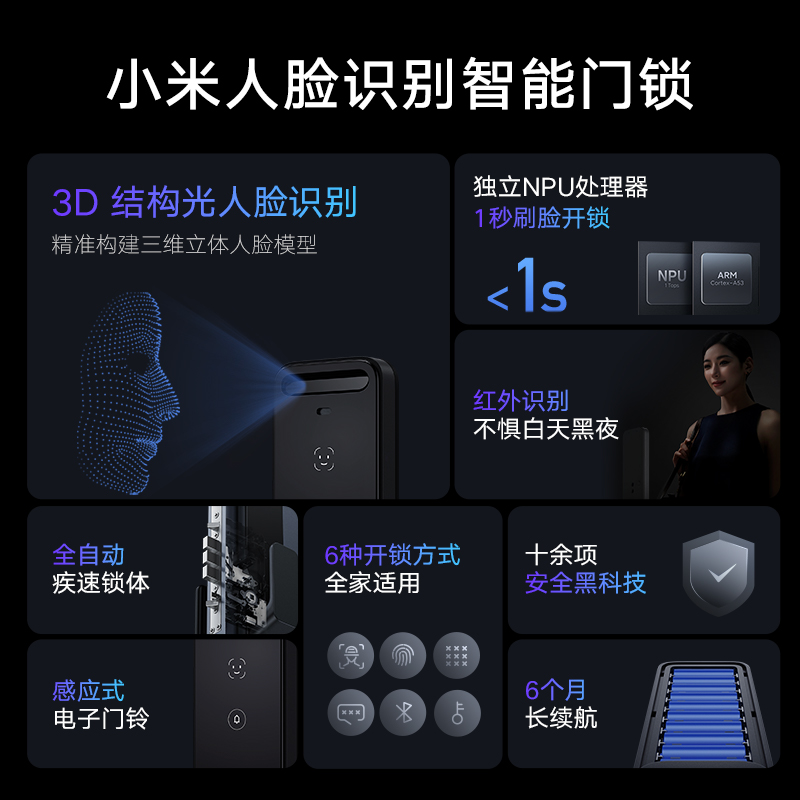 小米人脸识别智能门锁
3D 结构光人脸识别
精准构建三维立体人脸模型
独立NPU处理器
1秒刷脸开锁
<1s
NPU
1 Tops
ARM
Cortex-A53
红外识别
不惧白天黑夜
全自动
疾速锁体
6种开锁方式
全家适用
十余项
安全黑科技
感应式
电子门铃
6个月
长续航